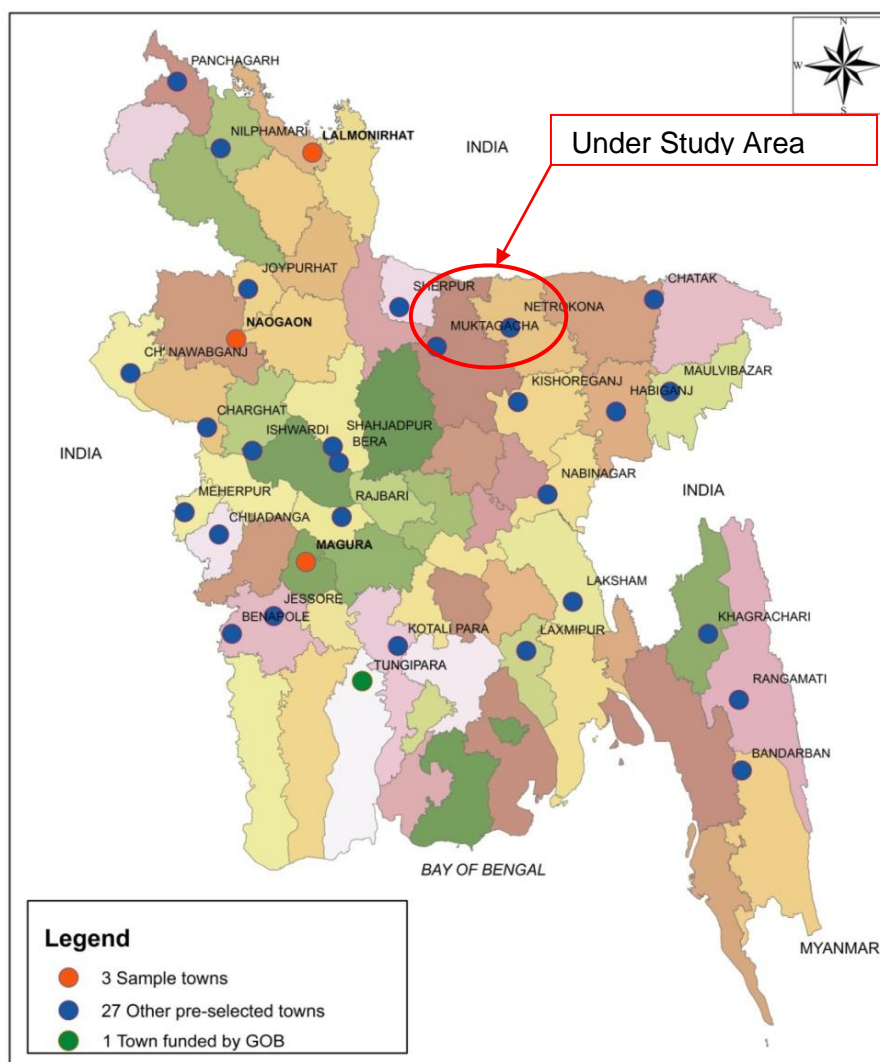 N
W
E
S
PANCHAGARH
NILPHAMARI
LALMONIRHAT
INDIA
Under Study Area
JOYPURHAT
SHERPUR
CHATAK
NETROKONA
NAOGAON
MUKTAGACHA
CH' NAWABGANJ
MAULVIBAZAR
KISHOREGANJ
HABIGANJ
CHARGHAT
ISHWARDI
SHAHJADPUR
BERA
INDIA
NABINAGAR
MEHERPUR
RAJBARI
INDIA
CHUADANGA
MAGURA
LAKSHAM
JESSORE
BENAPOLE
KOTALI PARA
LAXMIPUR
KHAGRACHARI
TUNGIPARA
RANGAMATI
BANDARBAN
BAY OF BENGAL
MYANMAR
Legend
3 Sample towns
27 Other pre-selected towns
1 Town funded by GOB